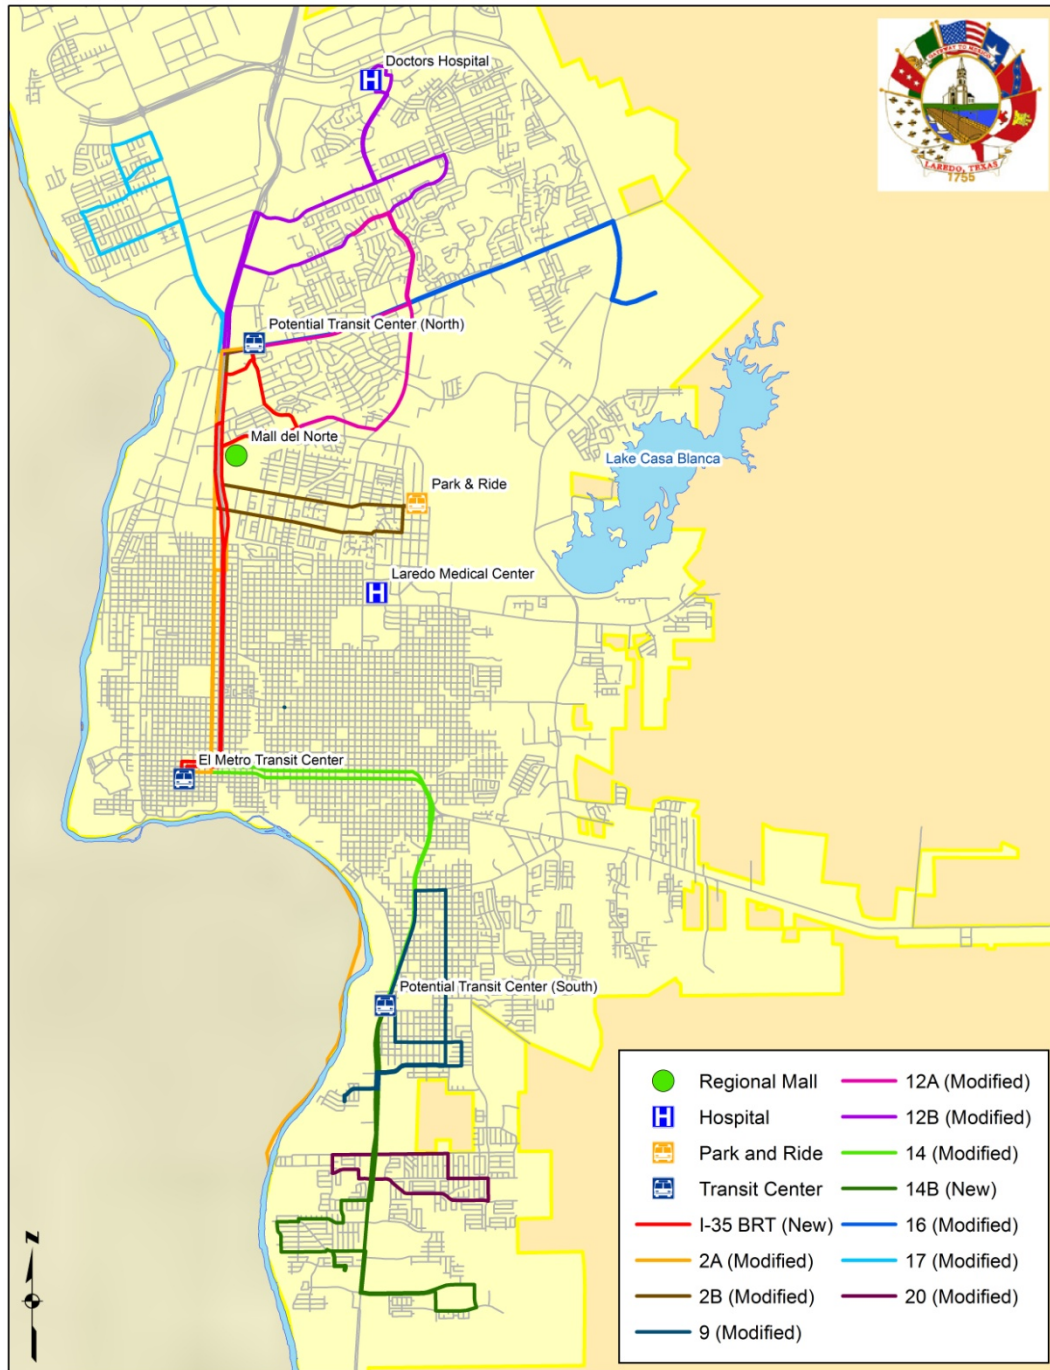 Doctors Hospital
GATEWAY TO MEXICO
LAREDO, TEXAS
1755
Potential Transit Center (North)
Mall del Norte
Lake Casa Blanca
Park & Ride
Laredo Medical Center
El Metro Transit Center
Potential Transit Center (South)
Regional Mall
Hospital
Park and Ride
Transit Center
I-35 BRT (New)
2A (Modified)
2B (Modified)
9 (Modified)
12A (Modified)
12B (Modified)
14 (Modified)
14B (New)
16 (Modified)
17 (Modified)
20 (Modified)
H
H
H
N